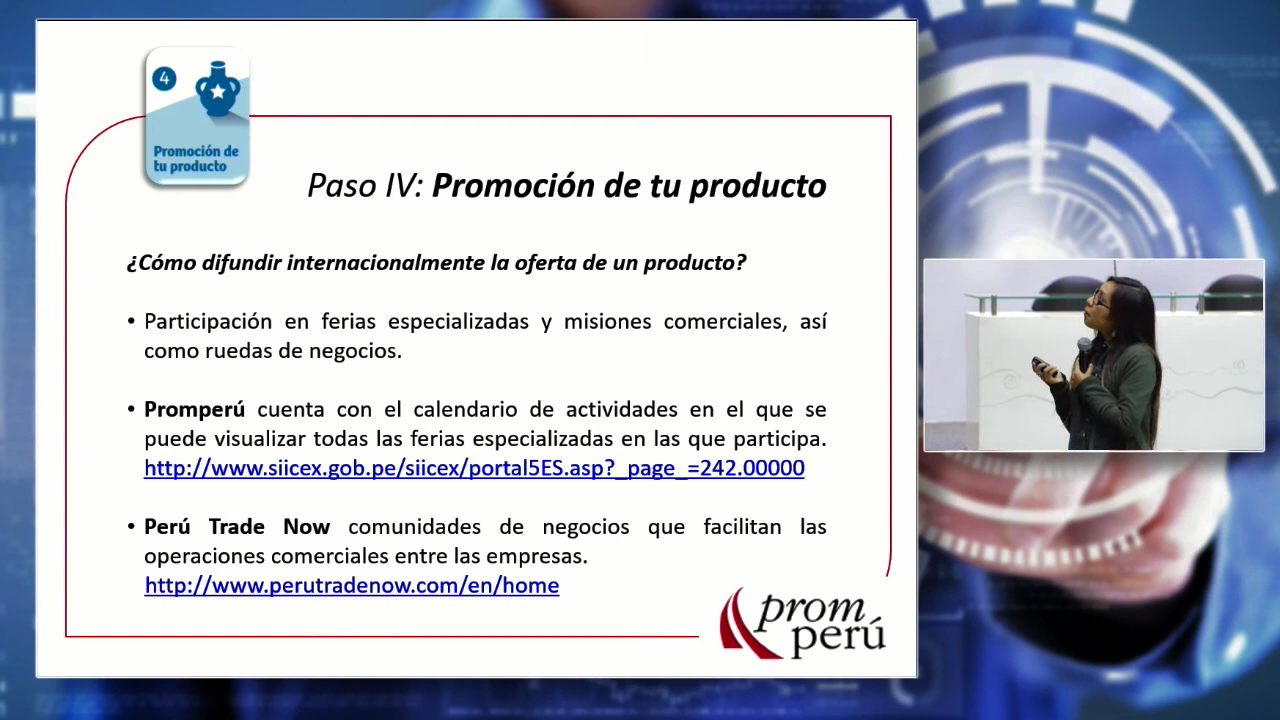 4
Promoción de
tu producto
Paso IV: Promoción de tu producto
¿Cómo difundir internacionalmente la oferta de un producto?
• Participación en ferias especializadas y misiones comerciales, así
como ruedas de negocios.
• Promperú cuenta con el calendario de actividades en el que se
puede visualizar todas las ferias especializadas en las que participa.
http://www.siicex.gob.pe/siicex/portal5ES.asp?_page_=242.00000
• Perú Trade Now comunidades de negocios que facilitan las
operaciones comerciales entre las empresas.
http://www.perutradenow.com/en/home
prom
perú